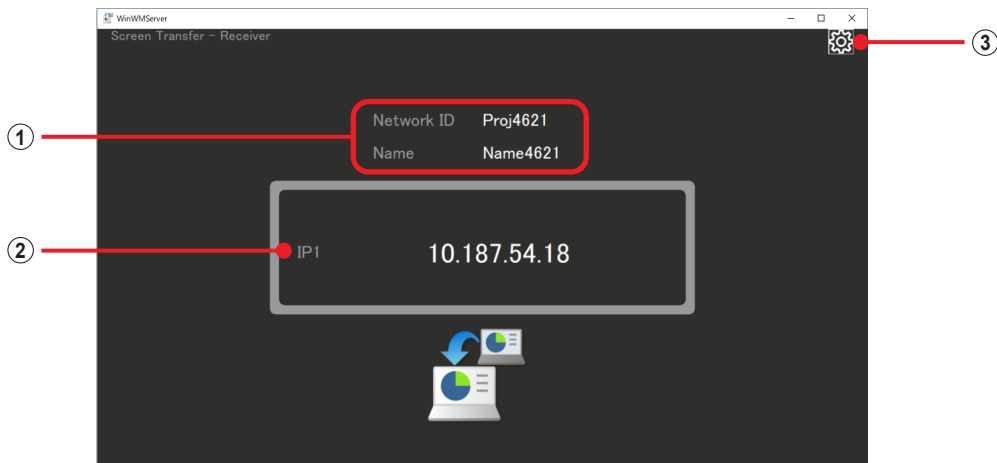 WinWMServer
Screen Transfer - Receiver
③
Network ID Proj4621
①
Name Name4621
②
IP1 10.187.54.18